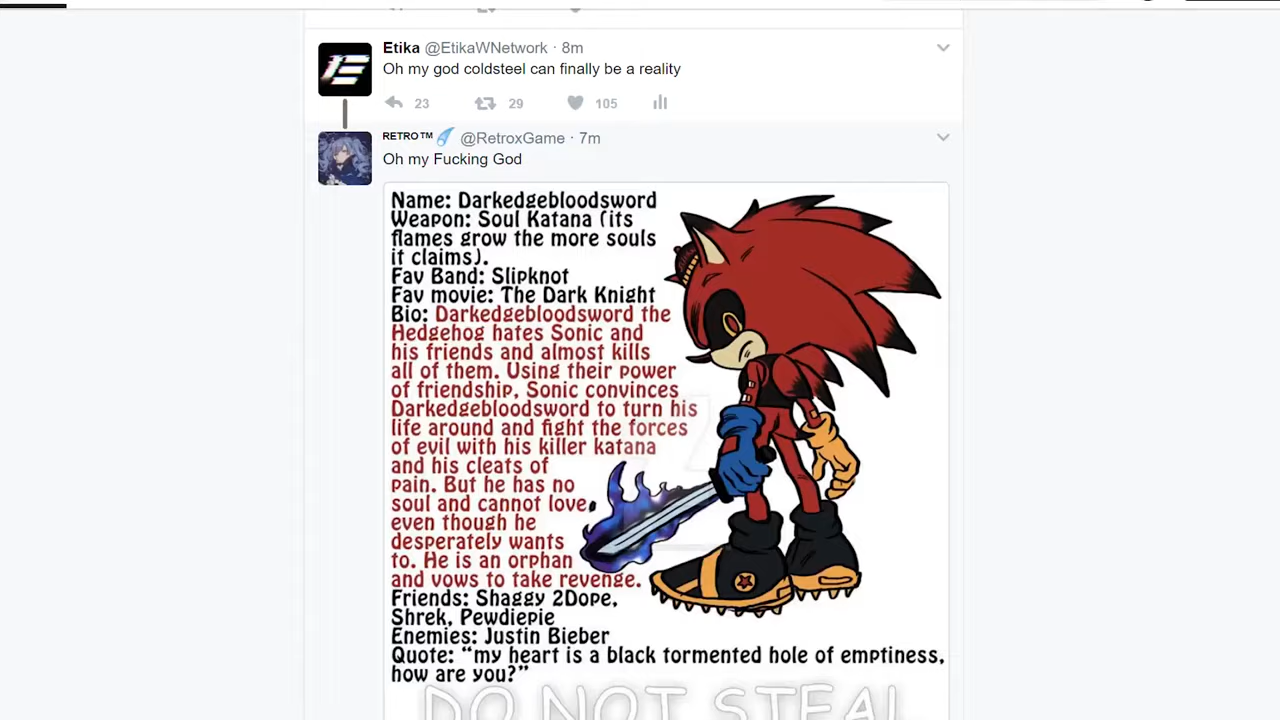 Etika @EtikaWNetwork · 8m
Oh my god coldsteel can finally be a reality
23 29 105
RETRO™ @RetroxGame · 7m
Oh my Fucking God
Name: Darkedgebloodsword
Weapon: Soul Katana (its
flames grow the more souls
it claims).
Fav Band: Slipknot
Fav movie: The Dark Knight
Bio: Darkedgebloodsword the
Hedgehog hates Sonic and
his friends and almost kills
all of them. Using their power
of friendship, Sonic convinces
Darkedgebloodsword to turn his
life around and fight the forces
of evil with his killer katana
and his cleats of
pain. But he has no
soul and cannot love,
even though he
desperately wants
to. He is an orphan
and vows to take revenge.
Friends: Shaggy 2Dope,
Shrek, Pewdiepie
Enemies: Justin Bieber
Quote: “my heart is a black tormented hole of emptiness,
how are you?”
DO NOT STEAL